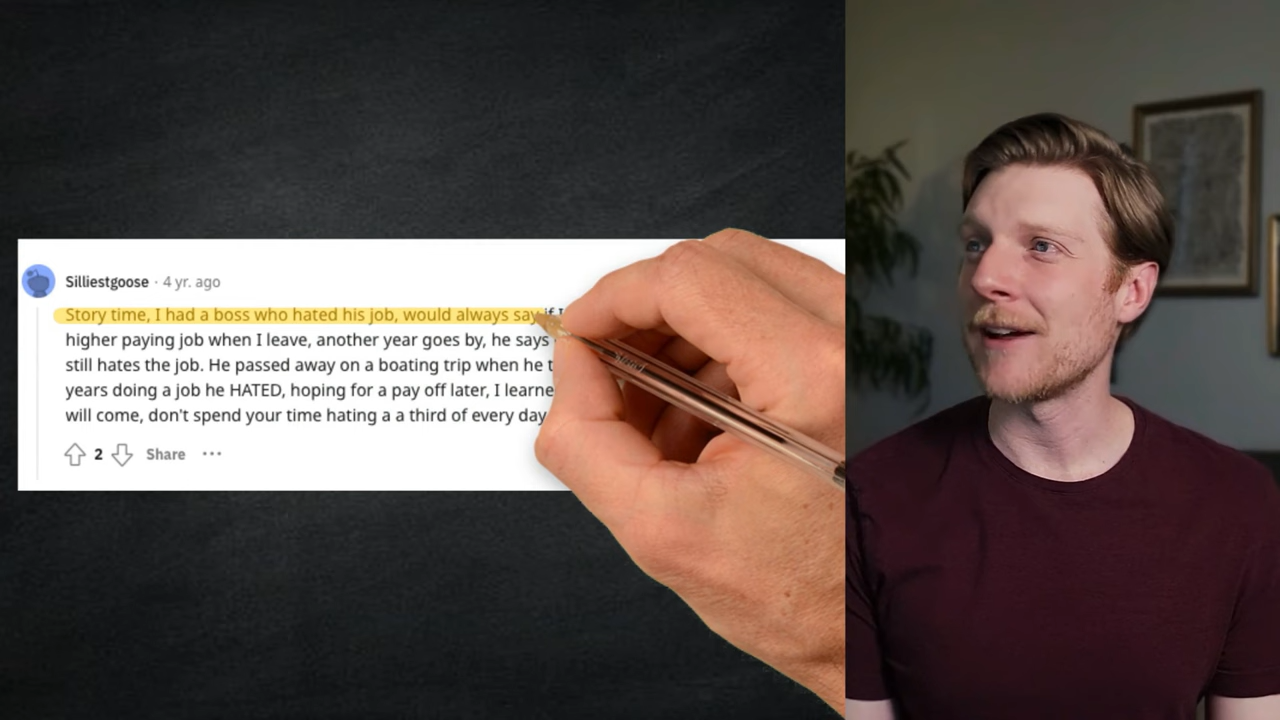 Silliestgoose · 4 yr. ago
Story time, I had a boss who hated his job, would always say if I
higher paying job when I leave, another year goes by, he says
still hates the job. He passed away on a boating trip when he
years doing a job he HATED, hoping for a pay off later, I
will come, don't spend your time hating a a third of every day
2 Share ...